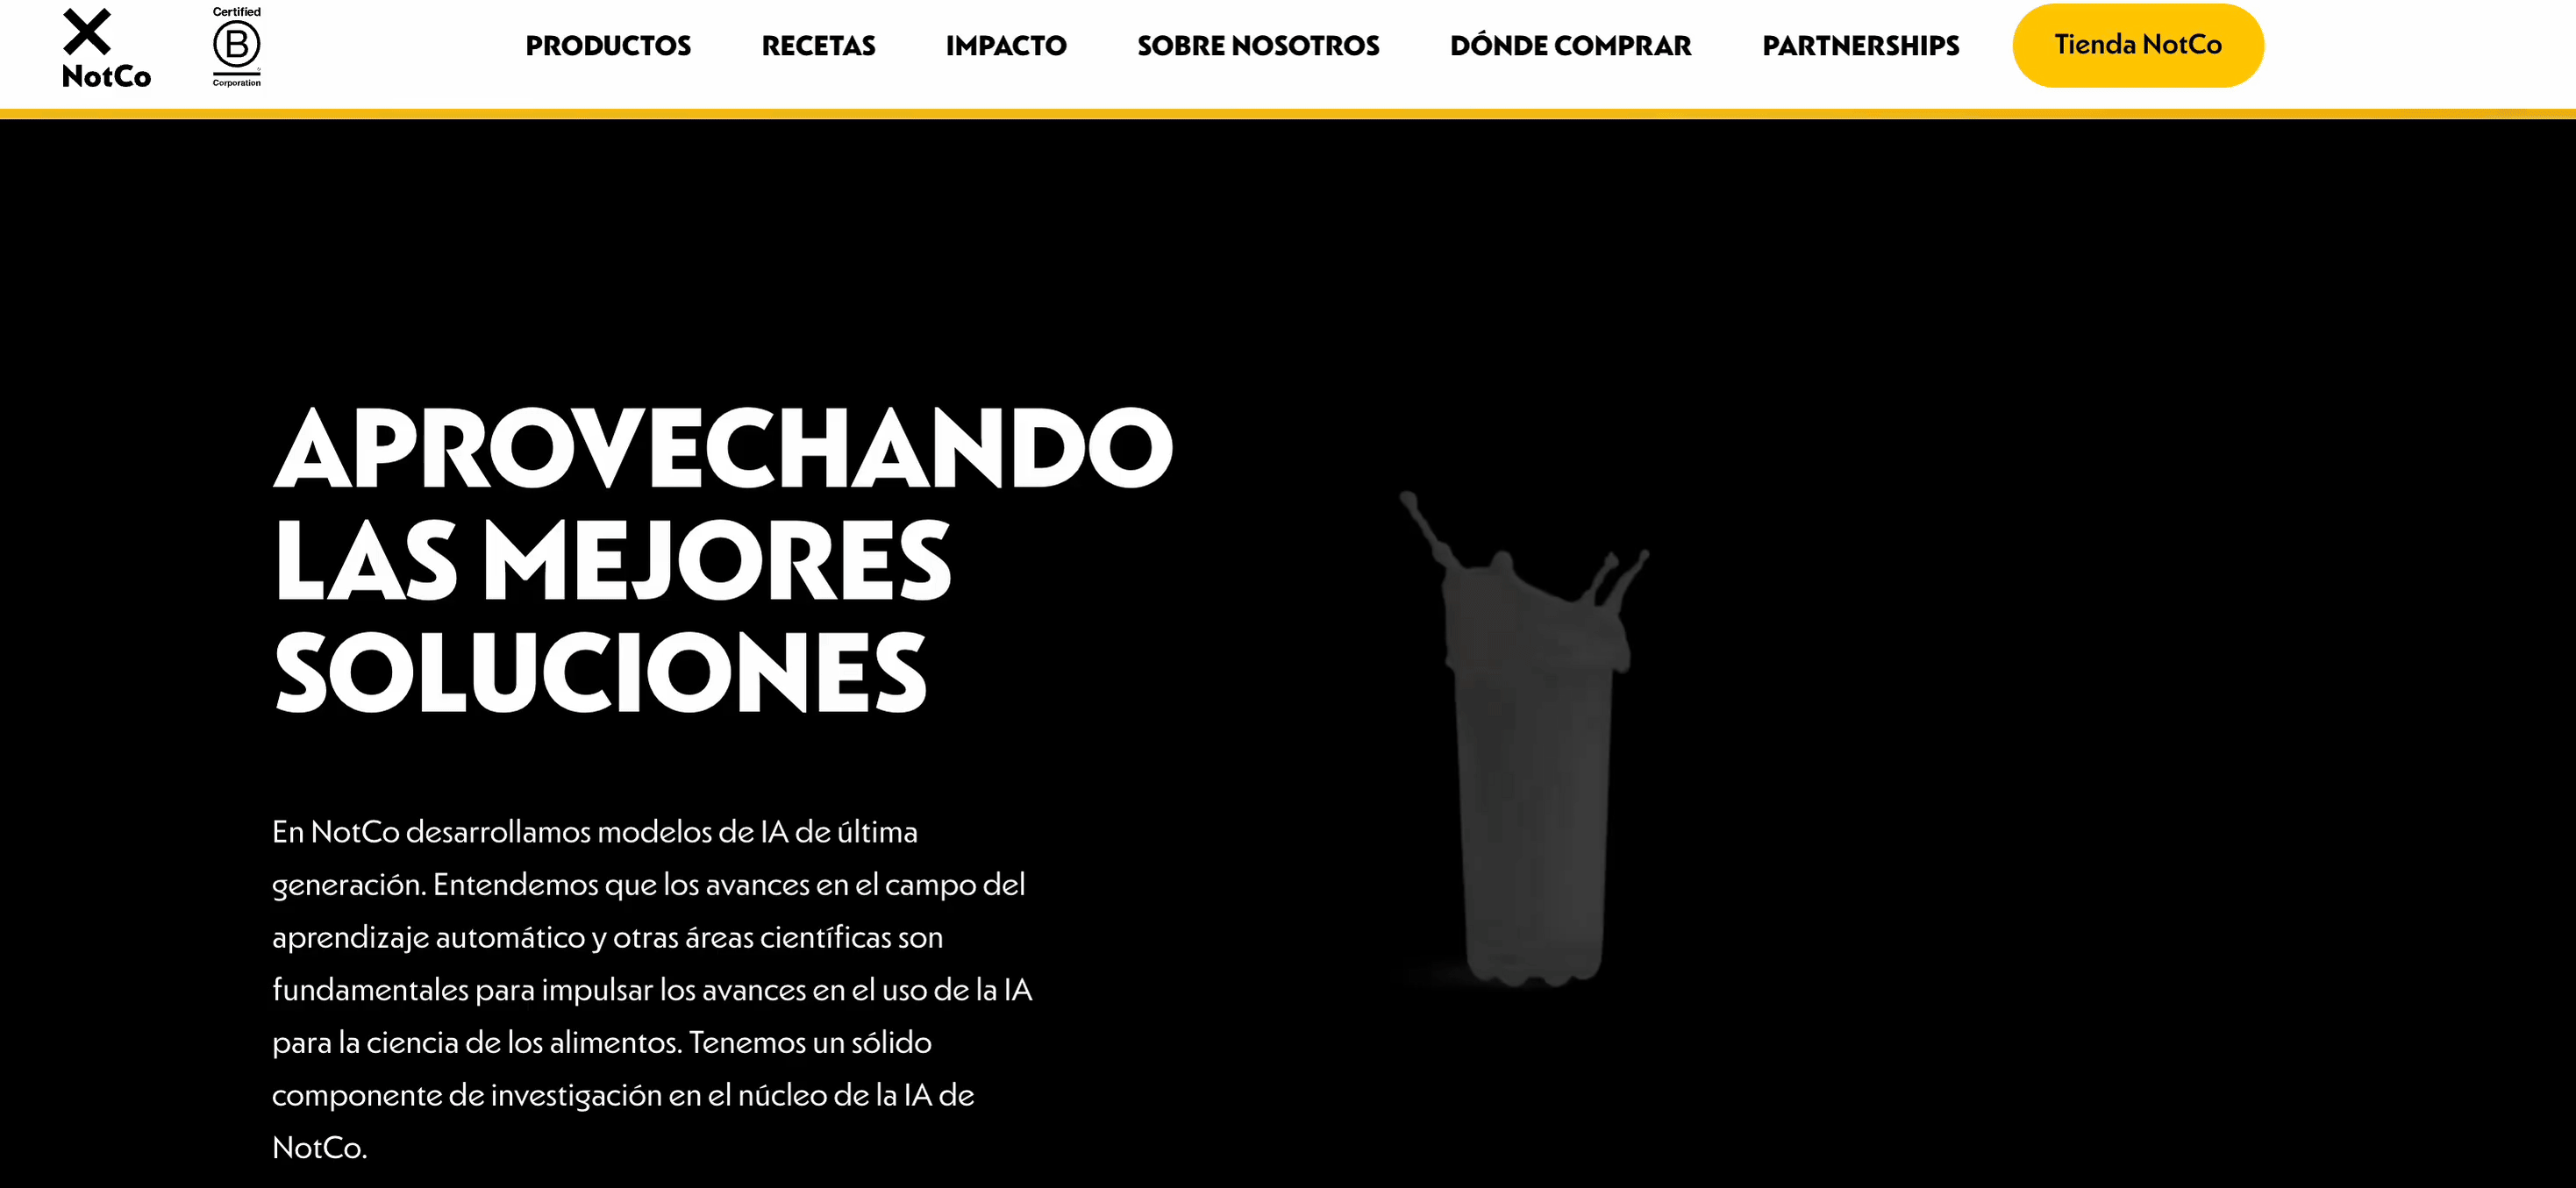 NotCo
Certified
B
Corporation
PRODUCTOS
RECETAS
IMPACTO
SOBRE NOSOTROS
DÓNDE COMPRAR
PARTNERSHIPS
Tienda NotCo
APROVECHANDO
LAS MEJORES
SOLUCIONES
En NotCo desarrollamos modelos de IA de última
generación. Entendemos que los avances en el campo del
aprendizaje automático y otras áreas científicas son
fundamentales para impulsar los avances en el uso de la IA
para la ciencia de los alimentos. Tenemos un sólido
componente de investigación en el núcleo de la IA de
NotCo.